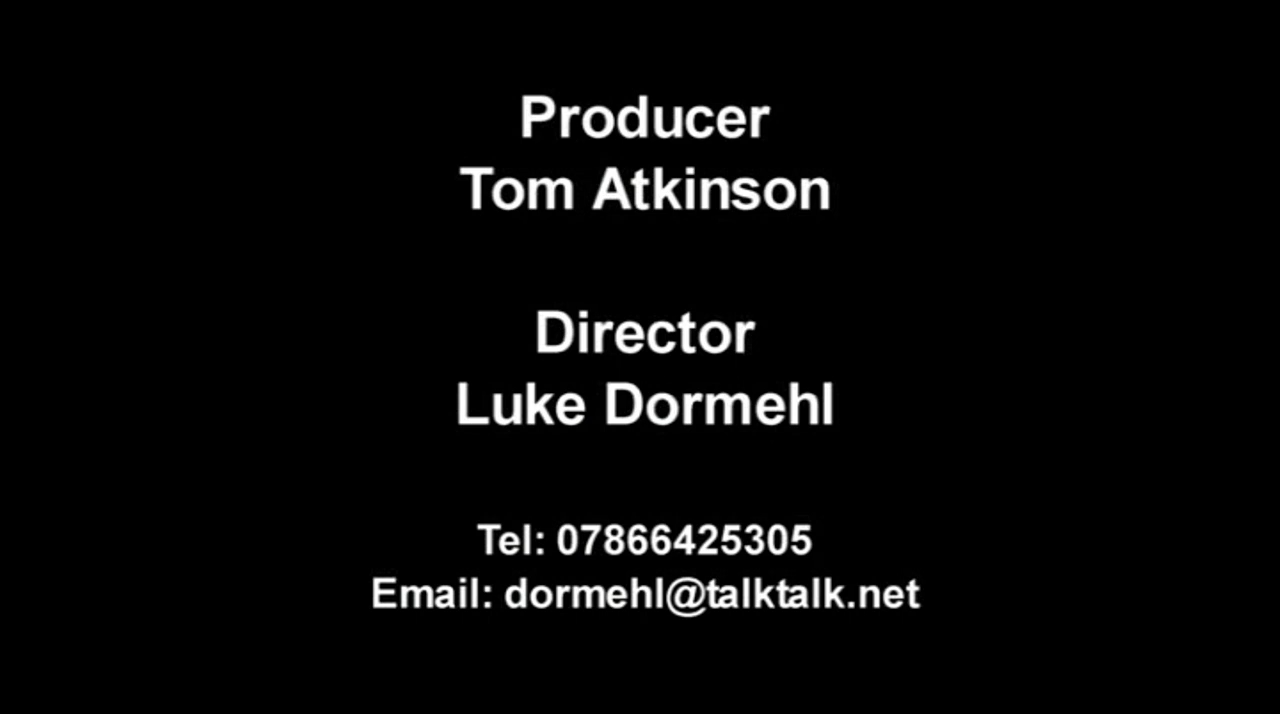 Producer
Tom Atkinson
Director
Luke Dormehl
Tel: 07866425305
Email: dormehl@talktalk.net